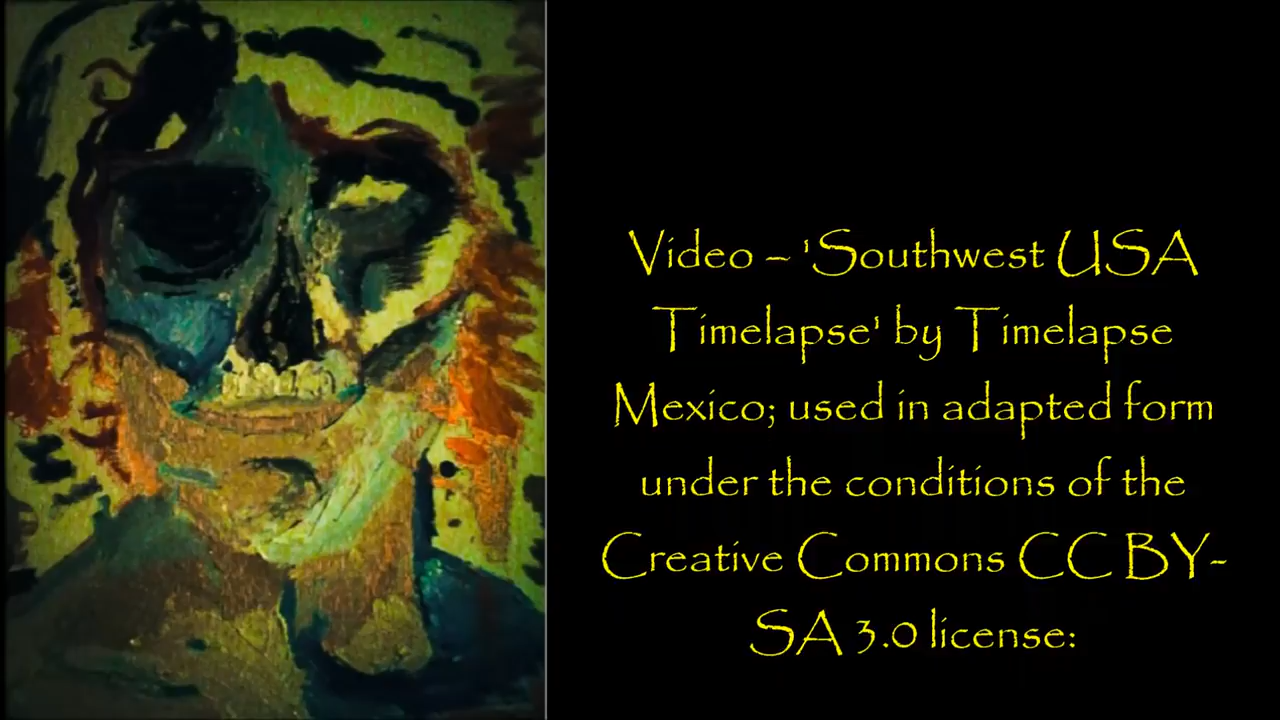 Video – 'Southwest USA
Timelapse' by Timelapse
Mexico; used in adapted form
under the conditions of the
Creative Commons CC BY-
SA 3.0 license: